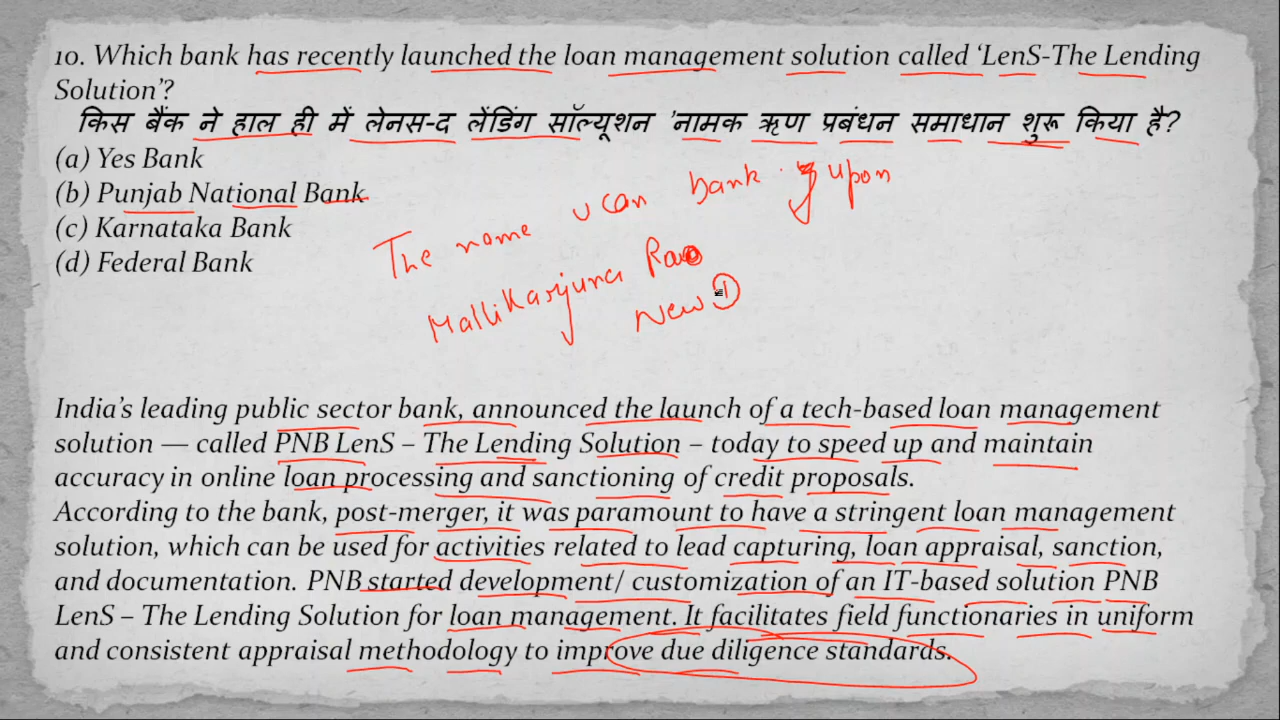 10. Which bank has recently launched the loan management solution called ‘LenS-The Lending
Solution’?
किस बैंक ने हाल ही में लेनस-द लेंडिंग सॉल्यूशन 'नामक ऋण प्रबंधन समाधान शुरू किया है?
(a) Yes Bank
(b) Punjab National Bank
(c) Karnataka Bank
(d) Federal Bank
The name u can bank upon
Mallikarjuna Rao
New
India’s leading public sector bank, announced the launch of a tech-based loan management
solution — called PNB LenS – The Lending Solution – today to speed up and maintain
accuracy in online loan processing and sanctioning of credit proposals.
According to the bank, post-merger, it was paramount to have a stringent loan management
solution, which can be used for activities related to lead capturing, loan appraisal, sanction,
and documentation. PNB started development/ customization of an IT-based solution PNB
LenS – The Lending Solution for loan management. It facilitates field functionaries in uniform
and consistent appraisal methodology to improve due diligence standards.